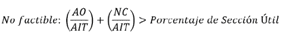 No factible: (AO/AIT) + (NC/AIT) > Porcentaje de Sección Útil